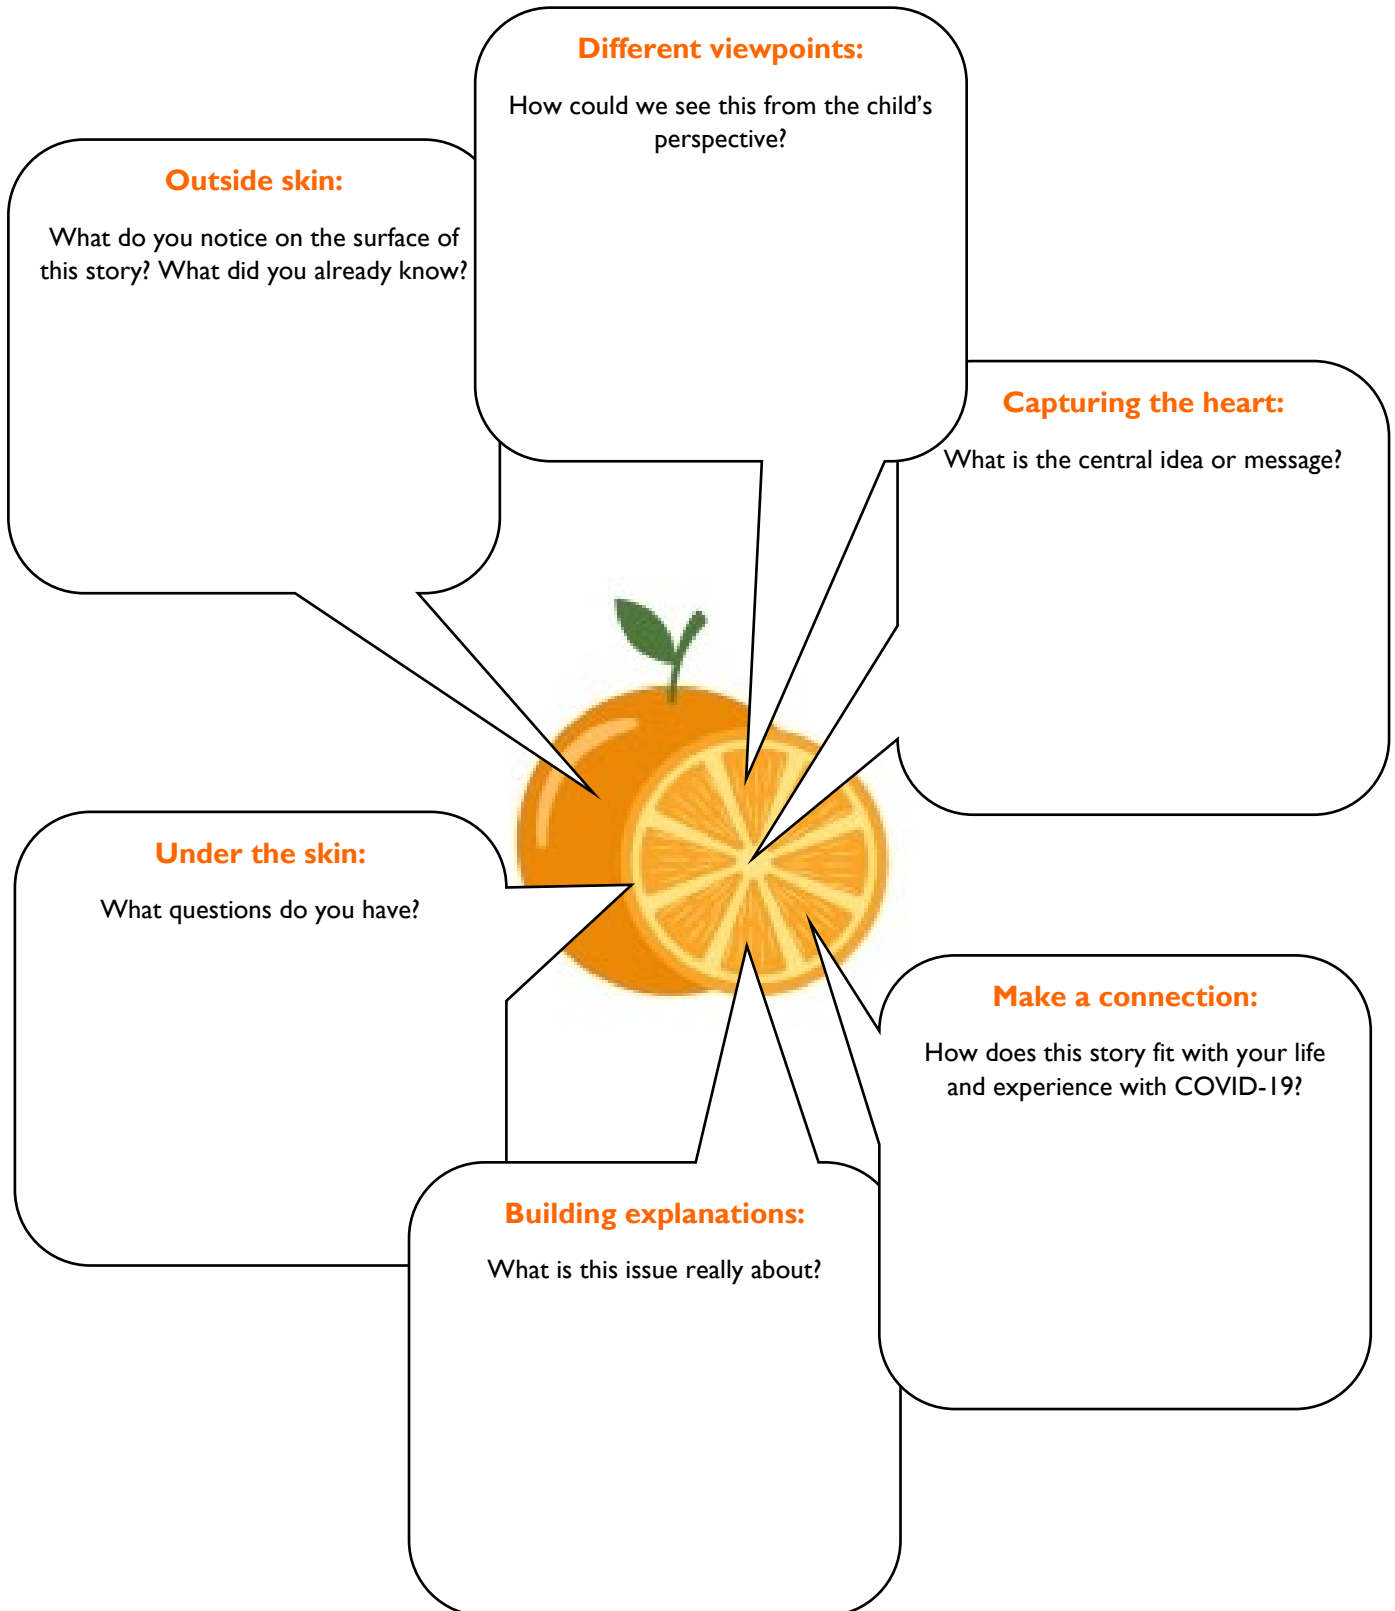 Different viewpoints:
How could we see this from the child's
perspective?
Outside skin:
What do you notice on the surface of
this story? What did you already know?
Capturing the heart:
What is the central idea or message?
Under the skin:
What questions do you have?
Make a connection:
How does this story fit with your life
and experience with COVID-19?
Building explanations:
What is this issue really about?